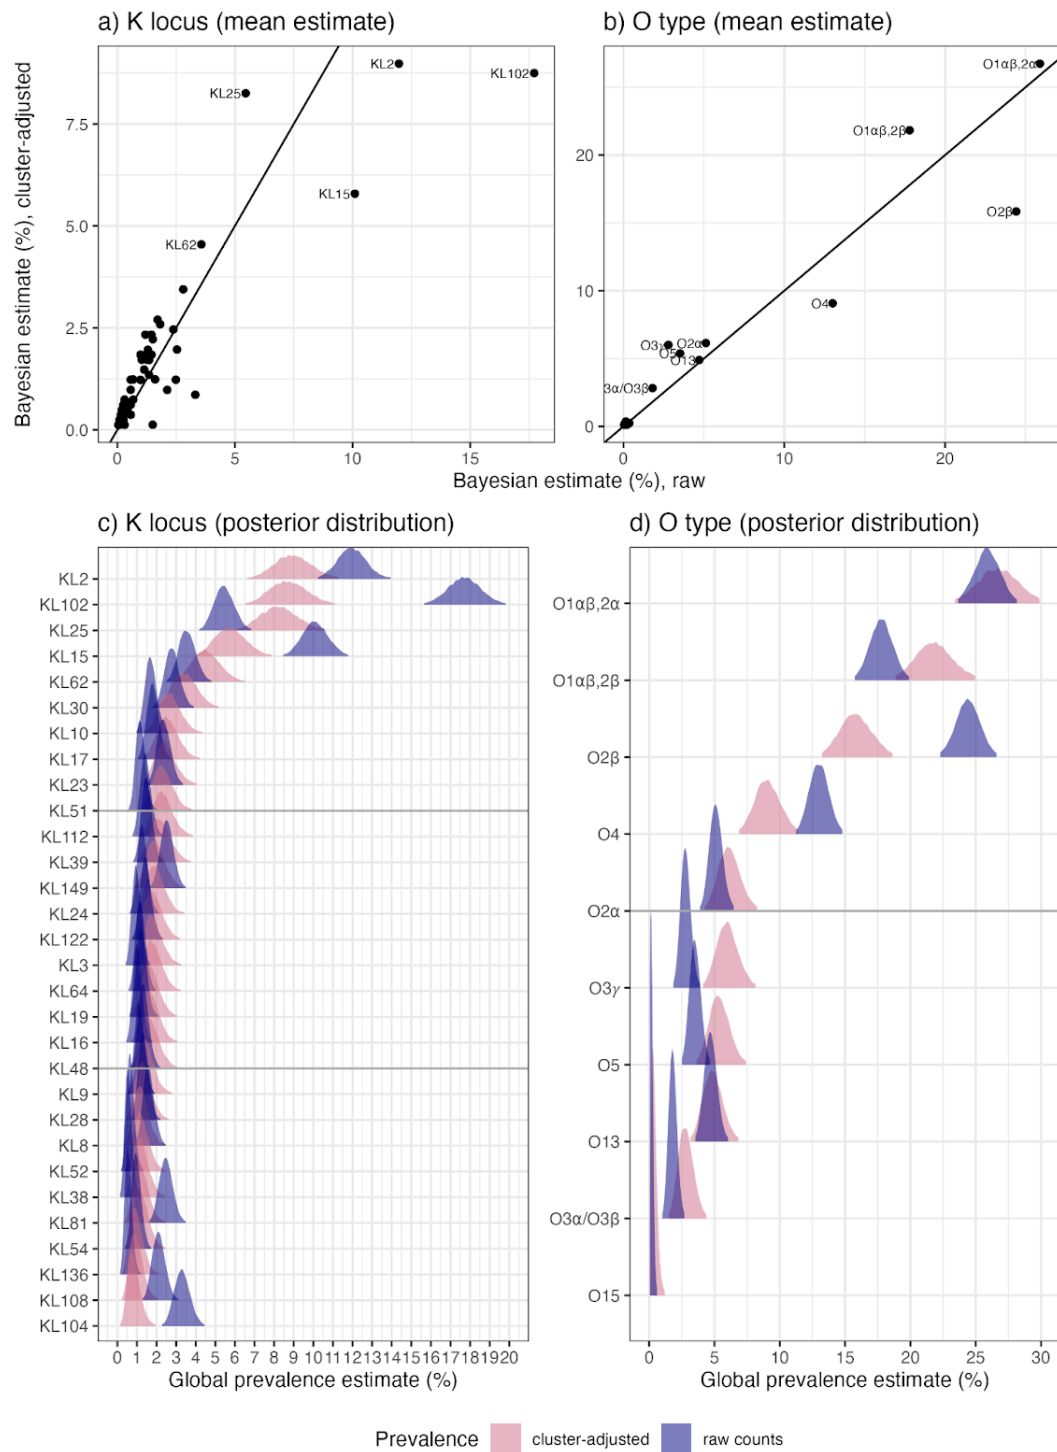 a) K locus (mean estimate)
b) O type (mean estimate)
Bayesian estimate (%), cluster-adjusted
7.5
5.0
2.5
0.0
KL2
KL102
KL25
KL15
KL62
0
5
10
15
20
10
0
O1αβ,2α
O1αβ,2β
O2β
O4
O3γ
O2α
O5
O13
3α/O3β
0
10
20
Bayesian estimate (%), raw
c) K locus (posterior distribution)
d) O type (posterior distribution)
KL2
KL102
KL25
KL15
KL62
KL30
KL10
KL17
KL23
KL51
KL112
KL39
KL149
KL24
KL122
KL3
KL64
KL19
KL16
KL48
KL9
KL28
KL8
KL52
KL38
KL81
KL54
KL136
KL108
KL104
0 1 2 3 4 5 6 7 8 9 10 11 12 13 14 15 16 17 18 19 20
Global prevalence estimate (%)
O1αβ,2α
O1αβ,2β
O2β
O4
O2α
O3γ
O5
O13
O3α/O3β
O15
0 5 10 15 20 25 30
Global prevalence estimate (%)
Prevalence cluster-adjusted raw counts